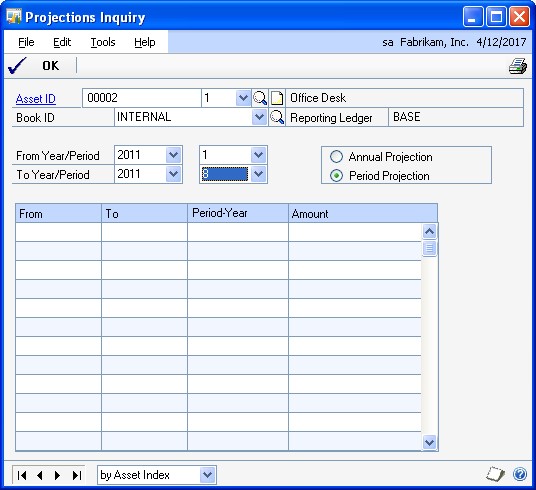 Projections Inquiry
File Edit Tools Help sa Fabrikam, Inc. 4/12/2017
OK
Asset ID 00002 1 Office Desk
Book ID INTERNAL Reporting Ledger BASE
From Year/Period 2011 1 Annual Projection
To Year/Period 2011 8 Period Projection
From To Period-Year Amount
by Asset Index